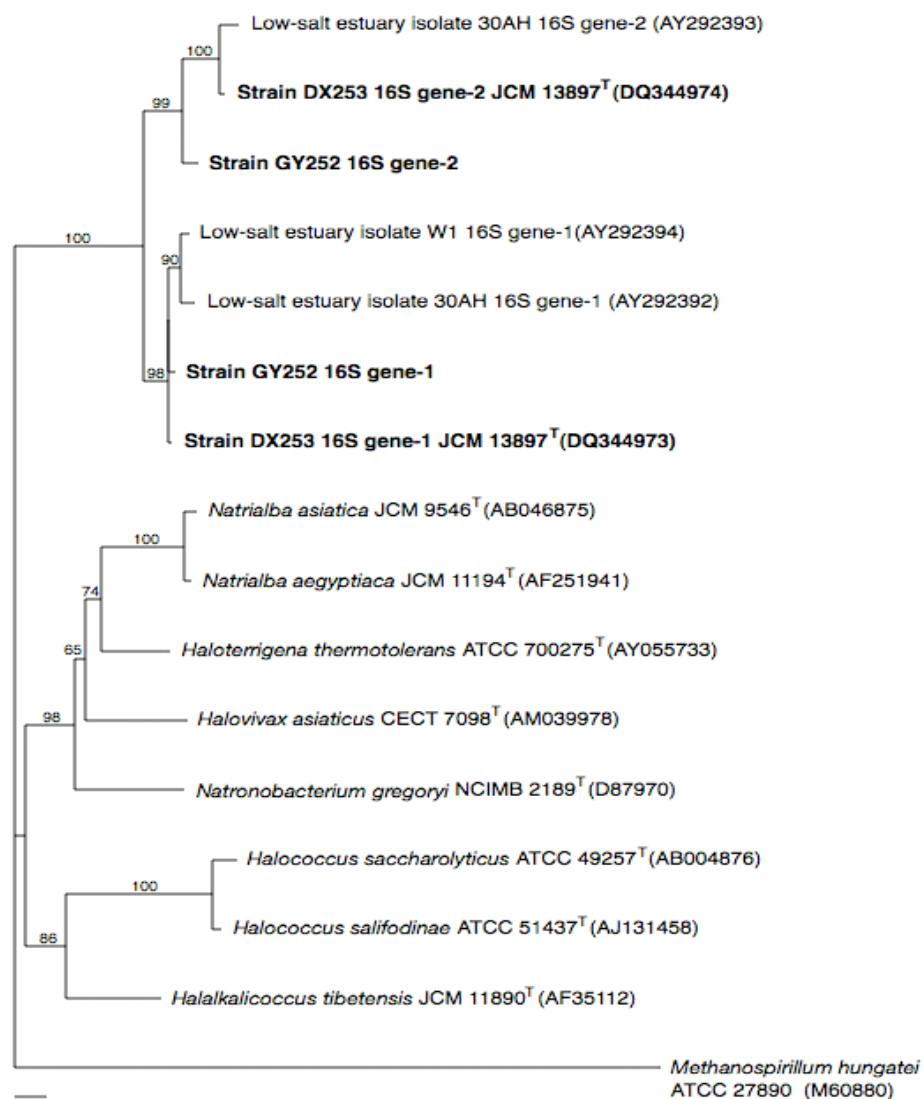 Low-salt estuary isolate 30AH 16S gene-2 (AY292393)
100
Strain DX253 16S gene-2 JCM 13897T(DQ344974)
99
Strain GY252 16S gene-2
Low-salt estuary isolate W1 16S gene-1(AY292394)
100
90
Low-salt estuary isolate 30AH 16S gene-1 (AY292392)
98
Strain GY252 16S gene-1
Strain DX253 16S gene-1 JCM 13897T(DQ344973)
Natrialba asiatica JCM 9546T(AB046875)
100
Natrialba aegyptiaca JCM 11194T(AF251941)
74
Haloterrigena thermotolerans ATCC 700275T(AY055733)
65
Halovivax asiaticus CECT 7098T(AM039978)
98
Natronobacterium gregoryi NCIMB 2189T(D87970)
Halococcus saccharolyticus ATCC 49257T(AB004876)
100
Halococcus salifodinae ATCC 51437T(AJ131458)
86
Halalkalicoccus tibetensis JCM 11890T(AF35112)
Methanospirillum hungatei
ATCC 27890 (M60880)